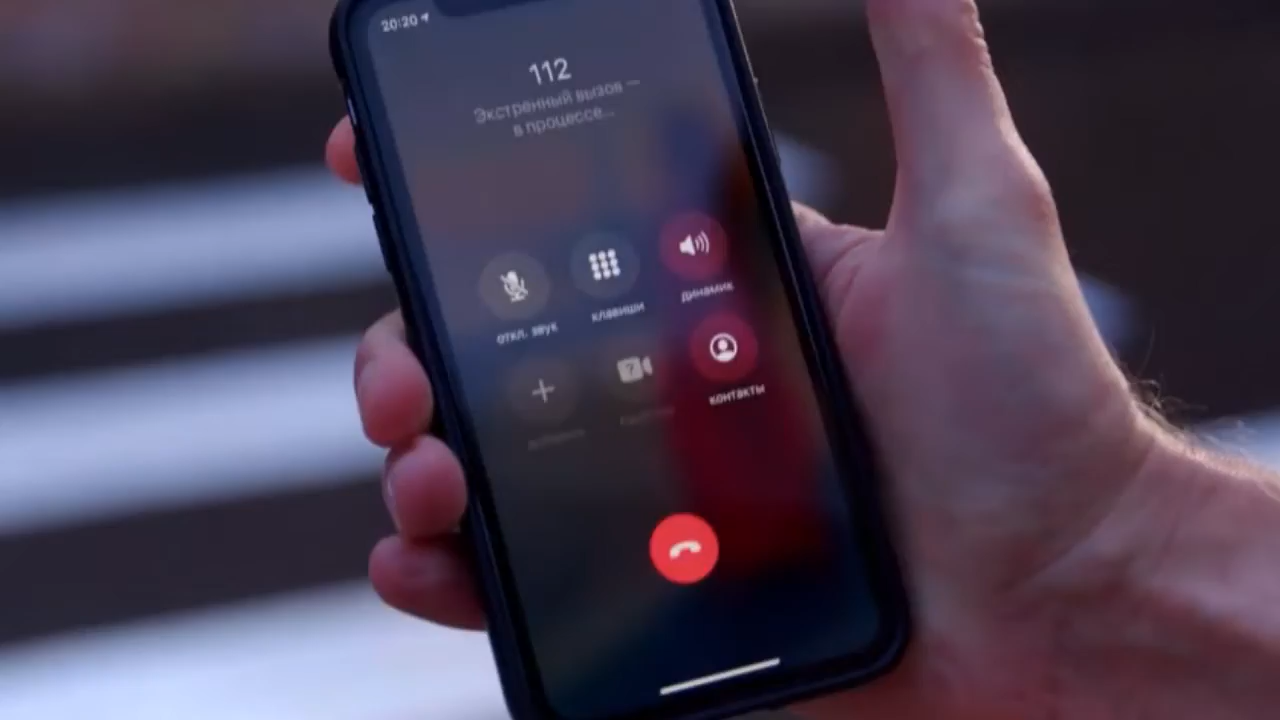 20:20
112
Экстренный вызов —
в процессе...
откл. звук
клавиши
динамик
контакты